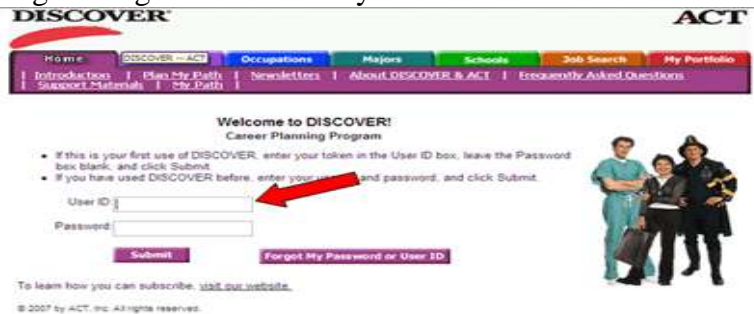 DISCOVER®
ACT
Home DISCOVER -- ACT Occupations Majors Schools Job Search My Portfolio
| Introduction | Plan My Path | Newsletters | About DISCOVER & ACT | Frequently Asked Questions
| Support Materials | My Path |
Welcome to DISCOVER!
Career Planning Program
• If this is your first use of DISCOVER, enter your token in the User ID box, leave the Password
box blank, and click Submit.
• If you have used DISCOVER before, enter your and password, and click Submit.
User ID:
Password:
Submit Forgot My Password or User ID
To learn how you can subscribe, visit our website.
© 2007 by ACT, Inc. All rights reserved.